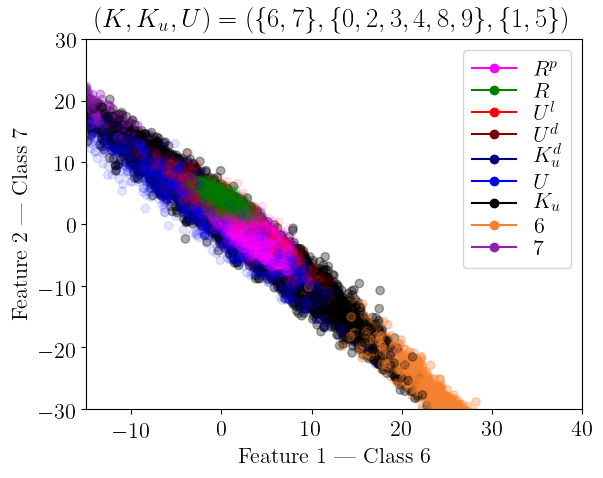 (K, K_u, U) = ({6, 7}, {0, 2, 3, 4, 8, 9}, {1, 5})
30
20
10
0
−10
−20
−30
Feature 2 — Class 7
−10
0
10
20
30
40
Feature 1 — Class 6
R^p
R
U^l
U^d
K_u^d
U
K_u
6
7